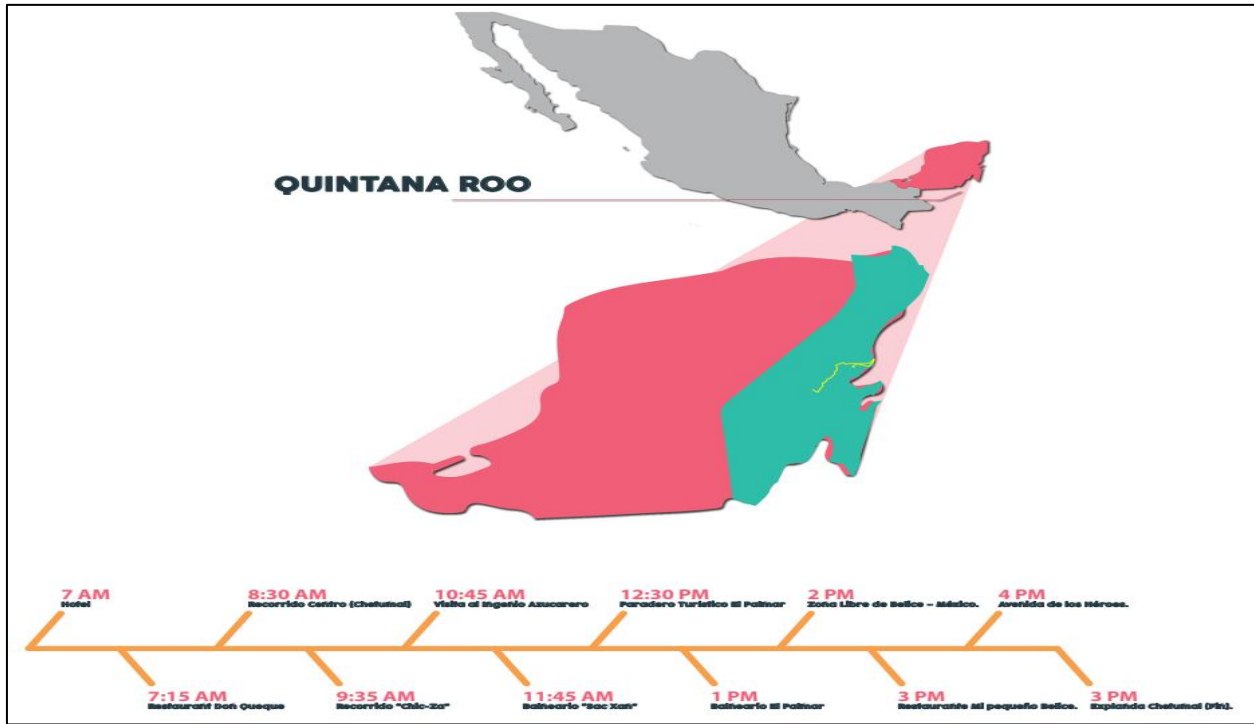 QUINTANA ROO
7 AM
Hotel
8:30 AM
Recorrido Centro (Chetumal)
10:45 AM
Visita al Ingenio Azucarero
12:30 PM
Paradero Turístico El Palmar
2 PM
Zona Libre de Belice – México.
4 PM
Avenida de los Héroes.
7:15 AM
Restaurant Don Queque
9:35 AM
Recorrido "Chic-Za"
11:45 AM
Balneario "Sac Xan"
1 PM
Balneario El Palmar
3 PM
Restaurante Mi pequeño Belice.
3 PM
Explanda Chetumal (Fin).